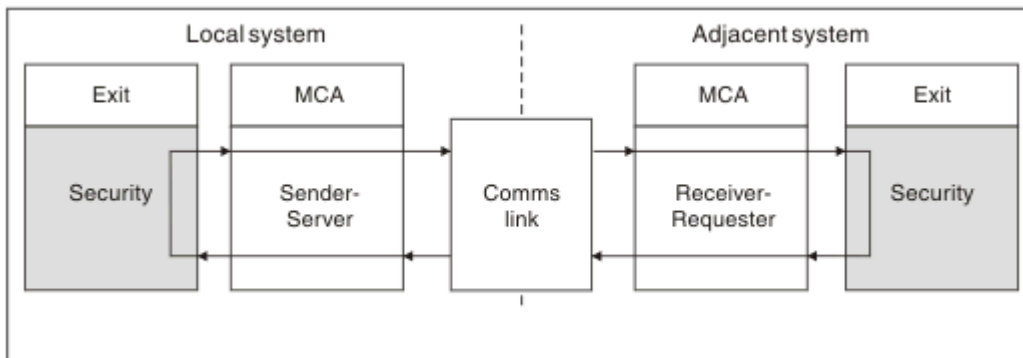 Local system
Adjacent system
Exit
MCA
MCA
Exit
Security
Sender-
Server
Comms
link
Receiver-
Requester
Security